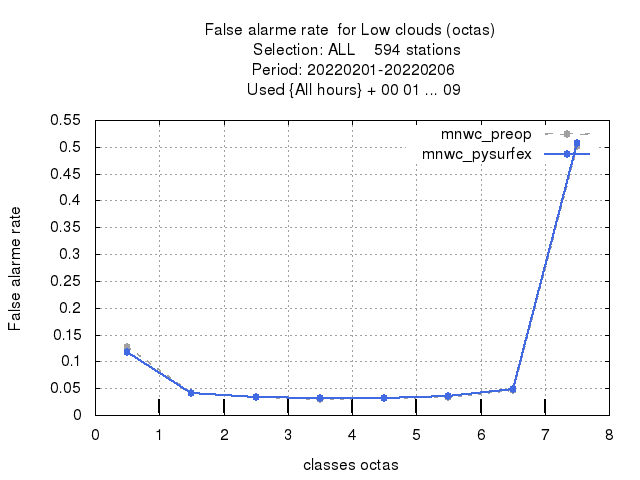 False alarme rate  for Low clouds (octas)
Selection: ALL    594 stations
Period: 20220201-20220206
Used {All hours} + 00 01 ... 09
mnwc_preop
mnwc_pysurfex
False alarme rate
0.55
0.5
0.45
0.4
0.35
0.3
0.25
0.2
0.15
0.1
0.05
0
0 1 2 3 4 5 6 7 8
classes octas